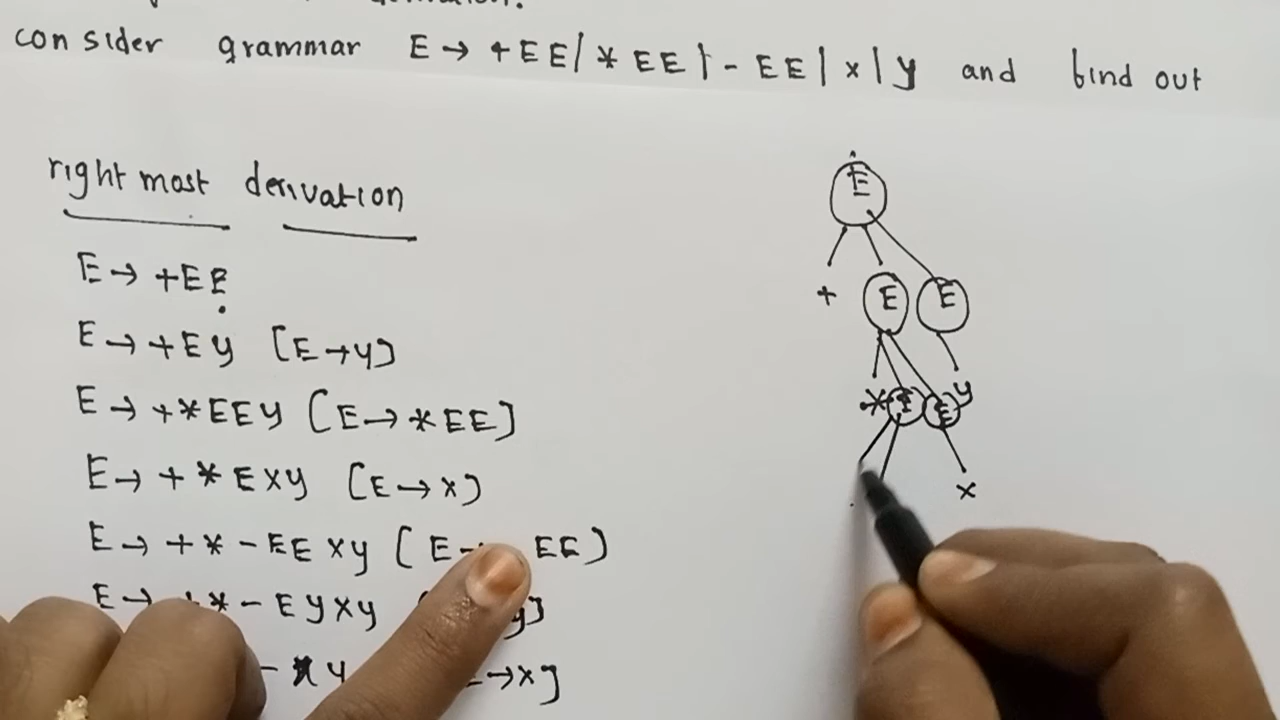 consider grammar E → +EE | * EE | - EE | x | y and find out
right most derivation
E → +EE
E → +Ey [E → y]
E → +*EEy [E → *EE]
E → +*Exy (E → x)
E → +*-EExy (E → EE)
E → +*-Eyxy y]
- xy → x]
E
+ E E
* E E y
x